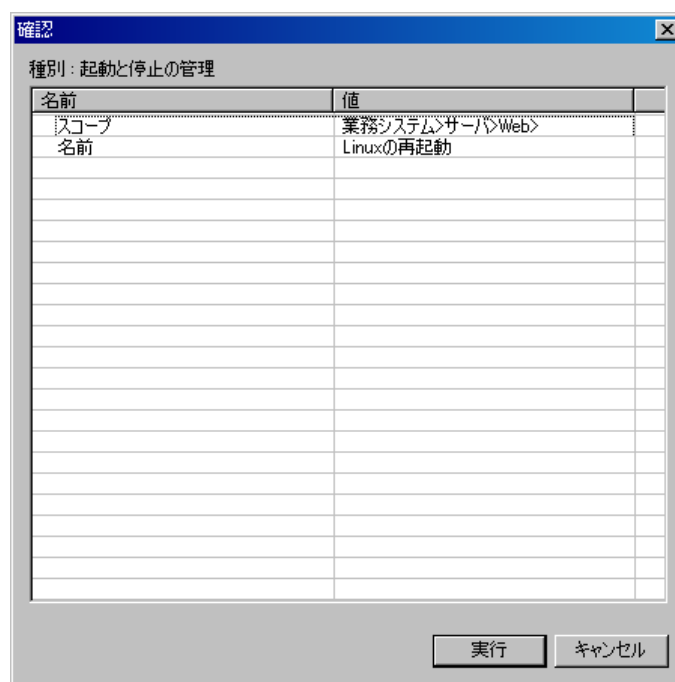 確認
種別 : 起動と停止の管理
名前 値
スコープ 業務システム>サーバ>Web>
名前 Linuxの再起動
実行 キャンセル